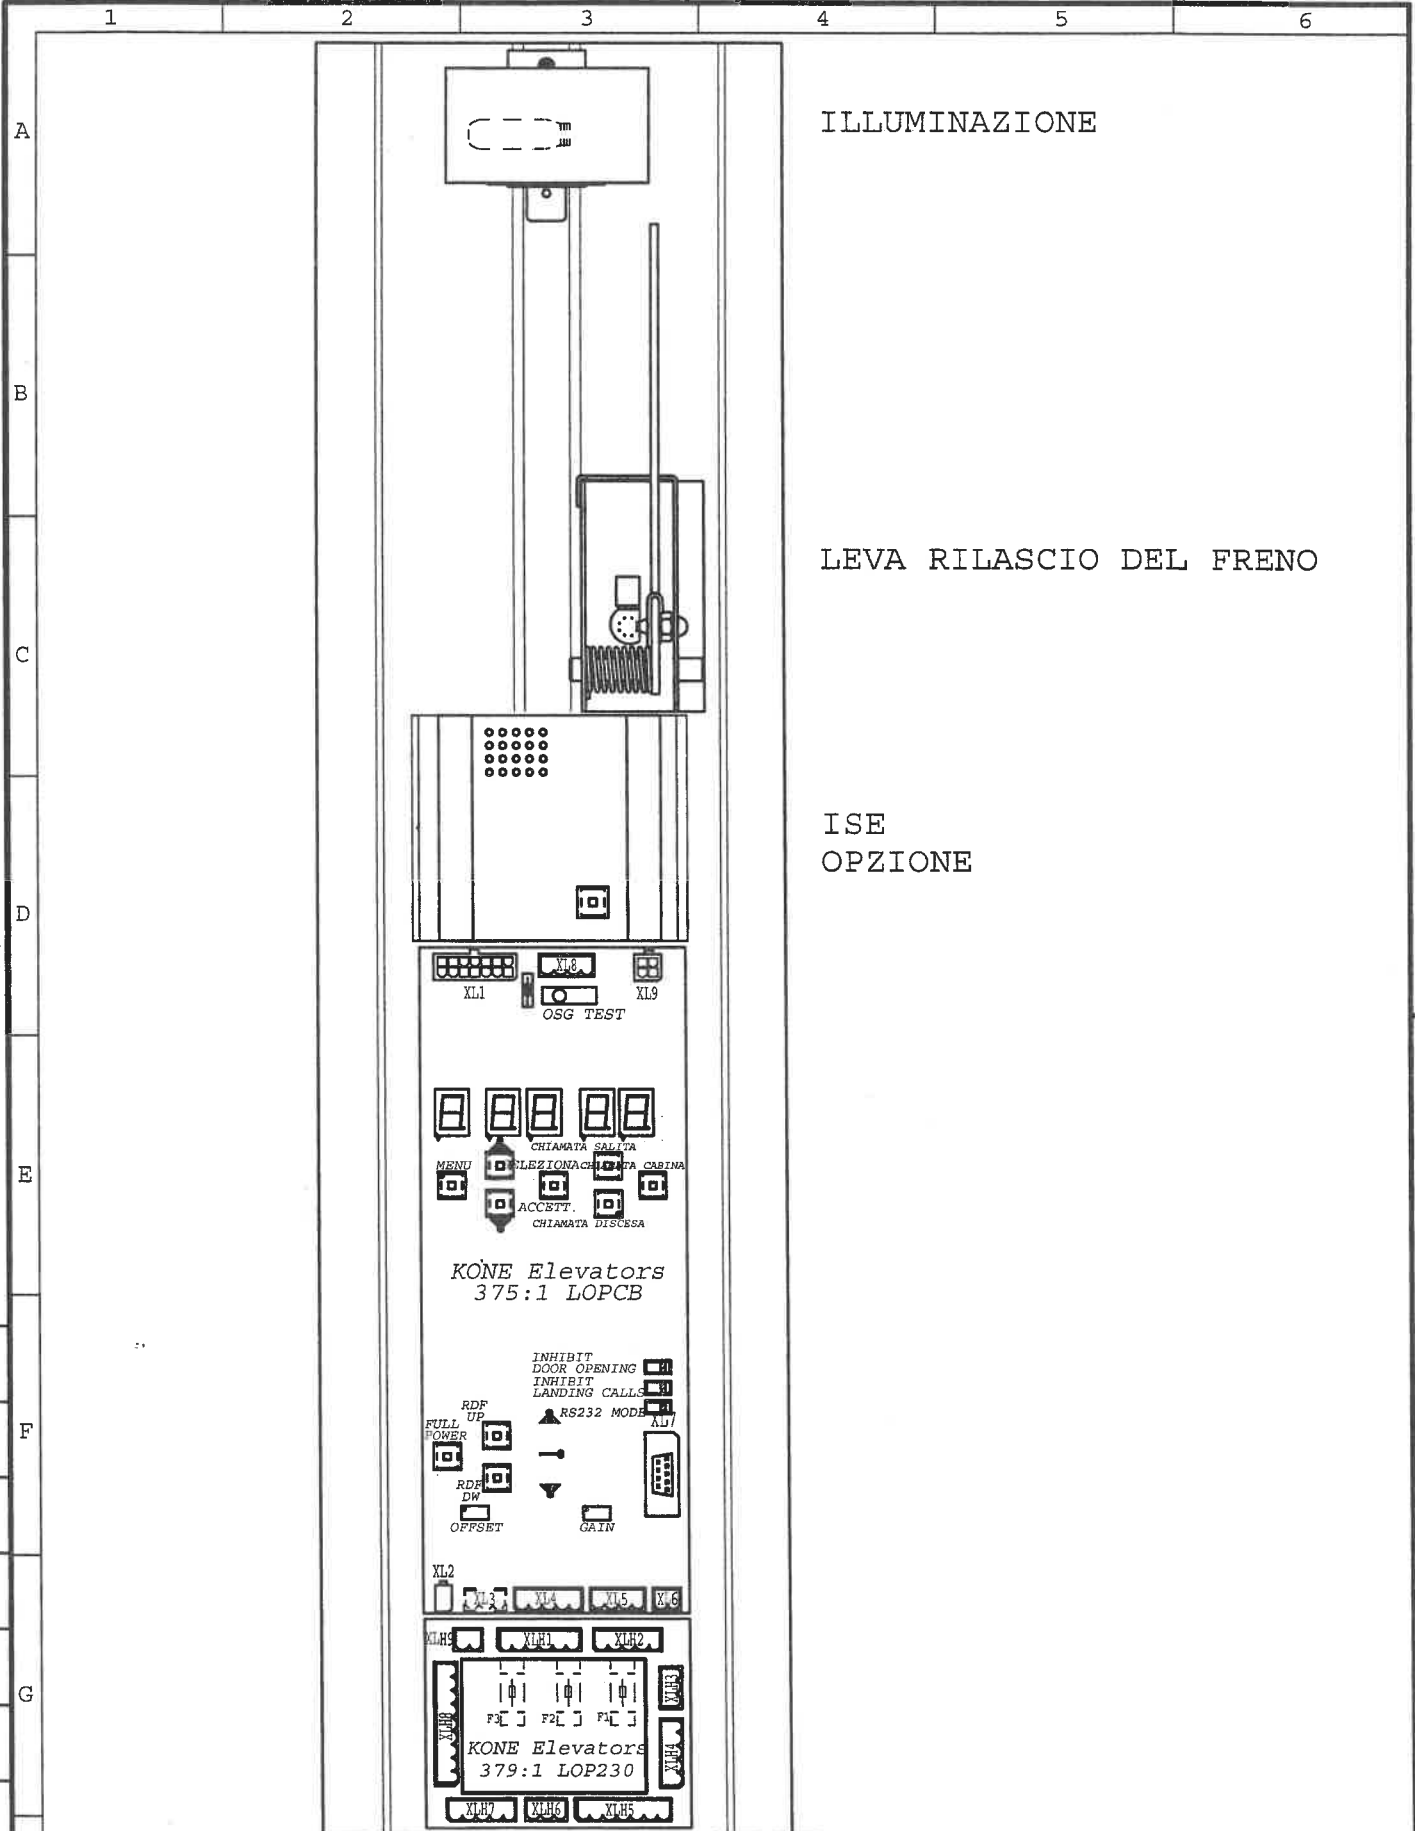 1 2 3 4 5 6
A
ILLUMINAZIONE
B
LEVA RILASCIO DEL FRENO
C
ISE
OPZIONE
D
XL1
XL8
XL9
OSG TEST
CHIAMATA SALITA
MENU
CABINA
E
ACCETT.
CHIAMATA DISCESA
KONE Elevators
375:1 LOPCB
INHIBIT
DOOR OPENING
INHIBIT
LANDING CALLS
RS232 MODE
XL7
RDF
UP
FULL
POWER
F
RDF
DW
OFFSET
GAIN
XL2
XL3 XL4 XL5 XL6
XLH9 XLH1 XLH2
XLH3
G
XLH8
F3 F2 F1
XLH4
KONE Elevators
379:1 LOP230
XLH7 XLH6 XLH5